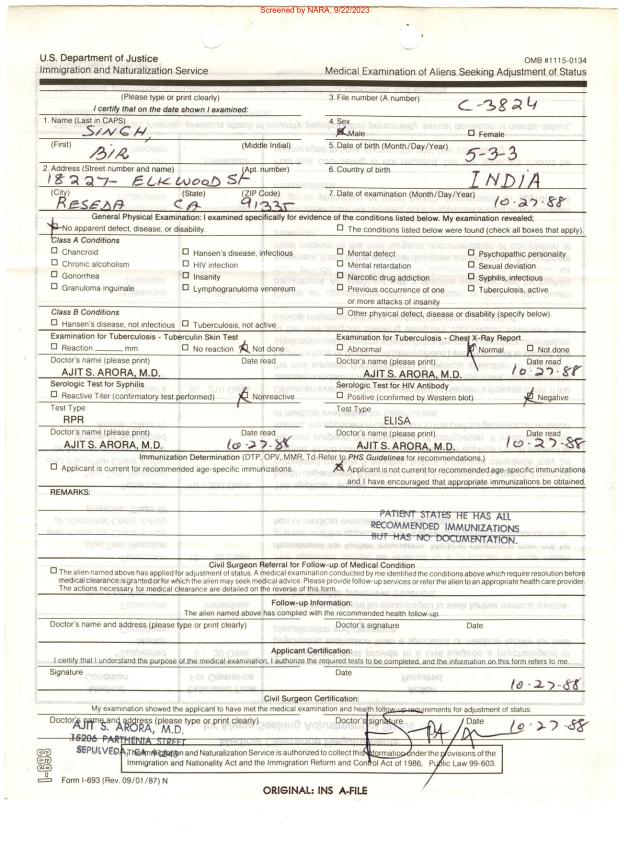 Screened by NARA, 9/22/2023
U.S. Department of Justice
Immigration and Naturalization Service
OMB #1115-0134
Medical Examination of Aliens Seeking Adjustment of Status
(Please type or print clearly)
I certify that on the date shown I examined:
3. File number (A number)
C-3824
1. Name (Last in CAPS)
SINGH,
4. Sex
Male
Female
(First) (Middle Initial)
BIR
5. Date of birth (Month/Day/Year)
5-3-3
2. Address (Street number and name) (Apt. number)
18227- ELKWOOD St
6. Country of birth
INDIA
(City) (State) (ZIP Code)
RESEDA CA 91335
7. Date of examination (Month/Day/Year)
10-27-88
General Physical Examination: I examined specifically for evidence of the conditions listed below. My examination revealed;
No apparent defect, disease, or disability.
The conditions listed below were found (check all boxes that apply).
Class A Conditions
Chancroid
Chronic alcoholism
Gonorrhea
Granuloma inguinale
Hansen's disease, infectious
HIV infection
Insanity
Lymphogranuloma venereum
Mental defect
Mental retardation
Narcotic drug addiction
Previous occurrence of one
or more attacks of insanity
Psychopathic personality
Sexual deviation
Syphilis, infectious
Tuberculosis, active
Class B Conditions
Hansen's disease, not infectious
Tuberculosis, not active
Other physical defect, disease or disability (specify below).
Examination for Tuberculosis - Tuberculin Skin Test
Reaction mm
No reaction
Not done
Doctor's name (please print) Date read
AJIT S. ARORA, M.D.
Examination for Tuberculosis - Chest X-Ray Report
Abnormal
Normal
Not done
Doctor's name (please print) Date read
AJIT S. ARORA, M.D. 10-27-88
Serologic Test for Syphilis
Reactive Titer (confirmatory test performed)
Nonreactive
Test Type
RPR
Doctor's name (please print) Date read
AJIT S. ARORA, M.D. 10-27-88
Serologic Test for HIV Antibody
Positive (confirmed by Western blot)
Negative
Test Type
ELISA
Doctor's name (please print) Date read
AJIT S. ARORA, M.D. 10-27-88
Immunization Determination (DTP, OPV, MMR, Td-Refer to PHS Guidelines for recommendations.)
Applicant is current for recommended age-specific immunizations
Applicant is not current for recommended age-specific immunizations
and I have encouraged that appropriate immunizations be obtained.
REMARKS:
PATIENT STATES HE HAS ALL
RECOMMENDED IMMUNIZATIONS
BUT HAS NO DOCUMENTATION.
Civil Surgeon Referral for Follow-up of Medical Condition
The alien named above has applied for adjustment of status. A medical examination conducted by me identified the conditions above which require resolution before
medical clearance is granted or for which the alien may seek medical advice. Please provide follow-up services or refer the alien to an appropriate health care provider.
The actions necessary for medical clearance are detailed on the reverse of this form.
Follow-up Information:
The alien named above has complied with the recommended health follow-up.
Doctor's name and address (please type or print clearly)
Doctor's signature
Date
Applicant Certification:
I certify that I understand the purpose of the medical examination, I authorize the required tests to be completed, and the information on this form refers to me.
Signature
Date
10-27-88
Civil Surgeon Certification:
My examination showed the applicant to have met the medical examination and health follow-up requirements for adjustment of status.
Doctor's name and address (please type or print clearly)
Doctor's signature
Date
AJIT S. ARORA, M.D.
15206 PARTHENIA STREET
SEPULVEDA, CA
10-27-88
The Immigration and Naturalization Service is authorized to collect this information under the provisions of the
Immigration and Nationality Act and the Immigration Reform and Control Act of 1986, Public Law 99-603.
Form I-693 (Rev. 09/01/87) N
ORIGINAL: INS A-FILE